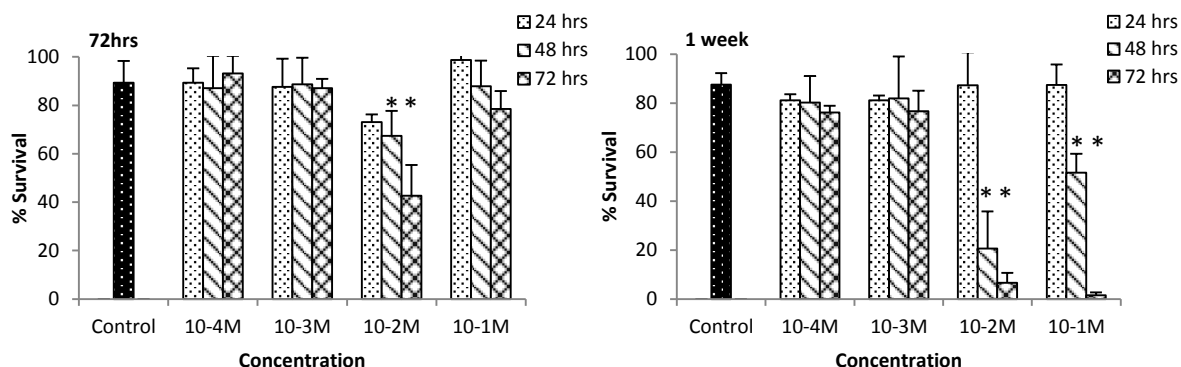 72hrs
24 hrs
48 hrs
72 hrs
100
80
60
40
20
0
% Survival
* *
Control
10-4M
10-3M
10-2M
10-1M
Concentration
1 week
24 hrs
48 hrs
72 hrs
100
80
60
40
20
0
% Survival
* *
* *
Control
10-4M
10-3M
10-2M
10-1M
Concentration